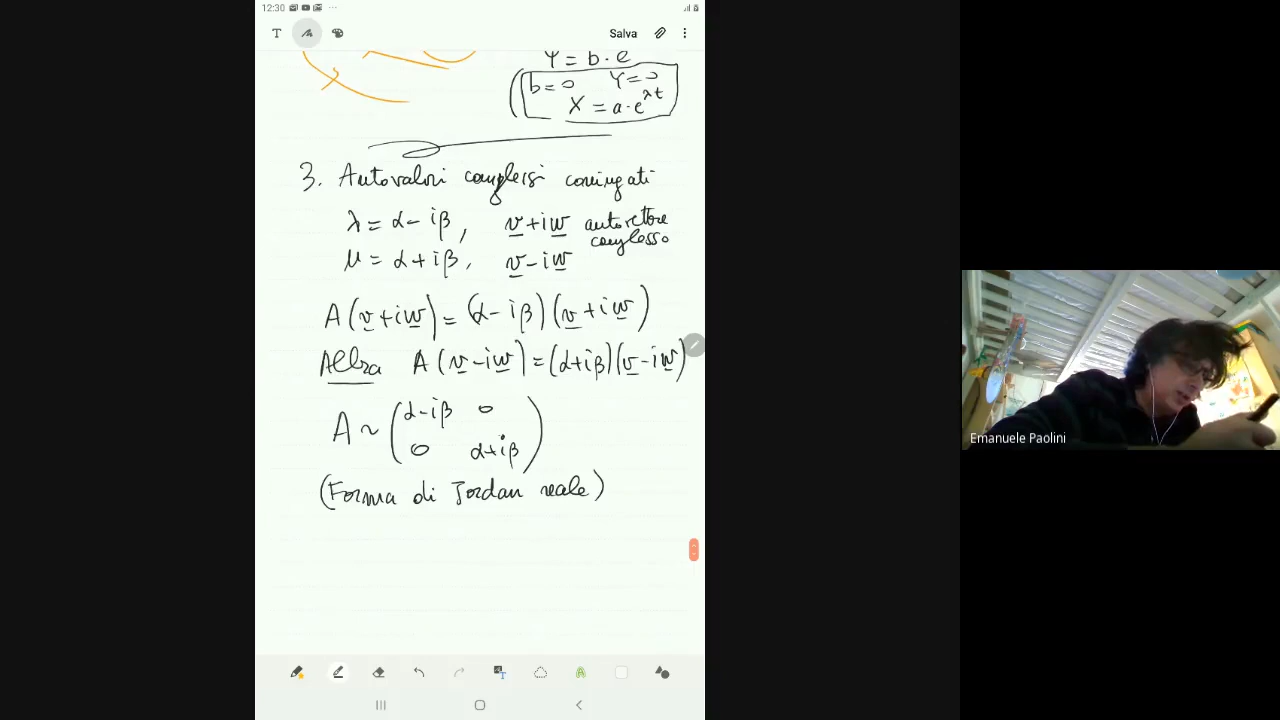 12:30
T
Salva
Y = b · e
b = 0 Y = 0
X = a · e^λt
3. Autovalori complessi coniugati
λ = α - iβ, v + iw autovettore complesso
μ = α + iβ, v - iw
A(v + iw) = (α - iβ)(v + iw)
Allora A(v - iw) = (α + iβ)(v - iw)
A ~ (α-iβ 0
0 α+iβ)
(Forma di Jordan reale)
Emanuele Paolini